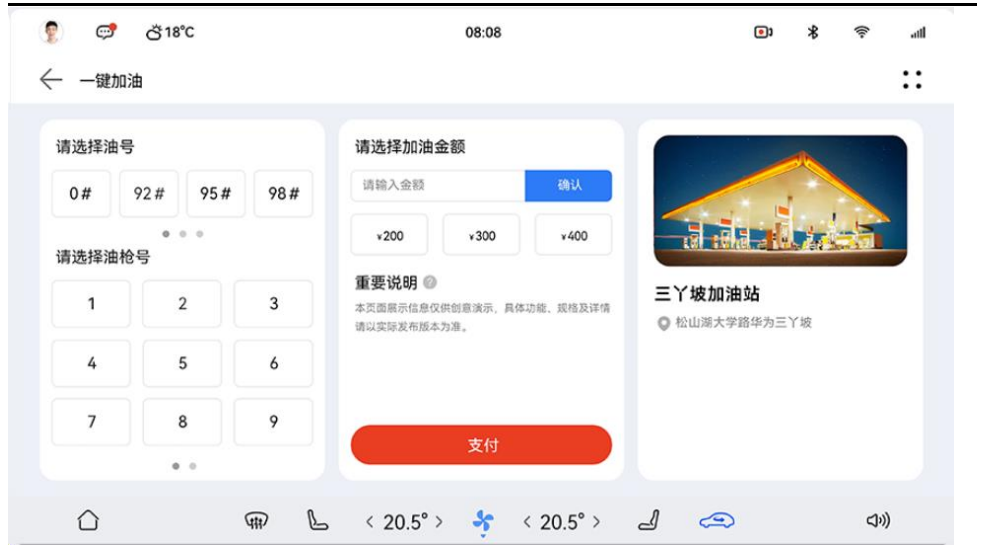 18°C
08:08
一键加油
请选择油号
0# 92# 95# 98#
请选择油枪号
1 2 3
4 5 6
7 8 9
请选择加油金额
请输入金额 确认
¥200 ¥300 ¥400
重要说明 ?
本页面展示信息仅供创意演示，具体功能、规格及详情
请以实际发布版本为准。
支付
三丫坡加油站
松山湖大学路华为三丫坡
< 20.5° > < 20.5° >